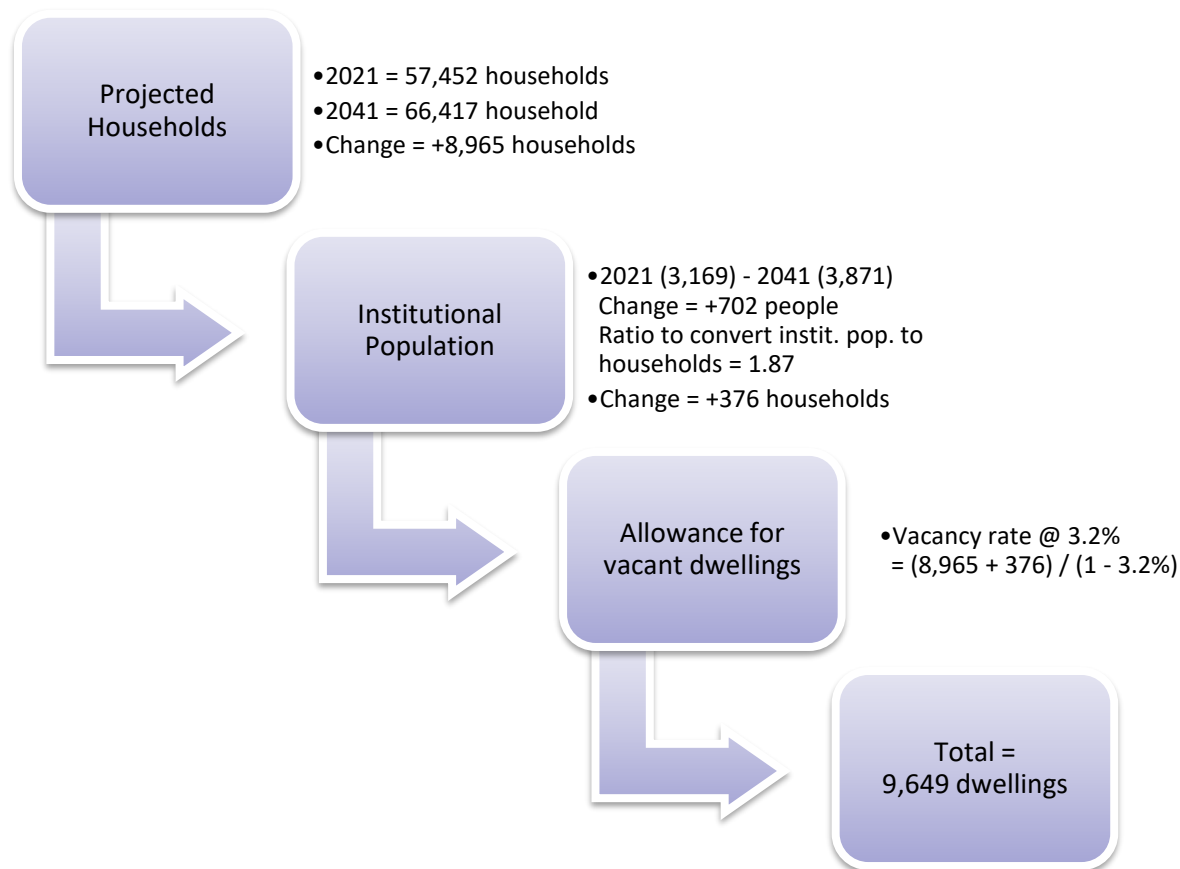 Projected
Households
•2021 = 57,452 households
•2041 = 66,417 household
•Change = +8,965 households
Institutional
Population
•2021 (3,169) - 2041 (3,871)
Change = +702 people
Ratio to convert instit. pop. to
households = 1.87
•Change = +376 households
Allowance for
vacant dwellings
•Vacancy rate @ 3.2%
= (8,965 + 376) / (1 - 3.2%)
Total =
9,649 dwellings